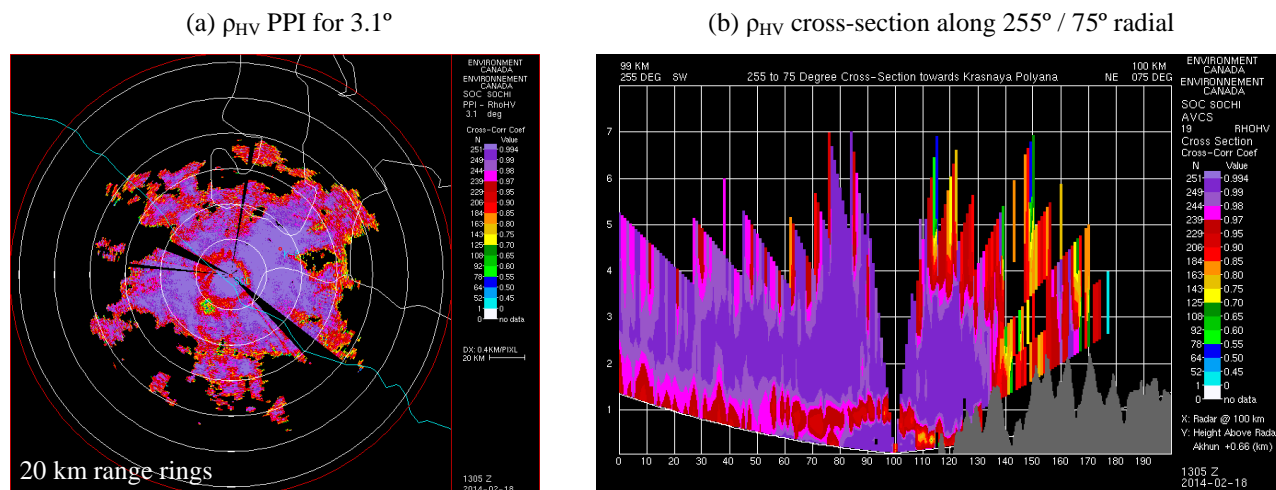 (a) ρHV PPI for 3.1º
ENVIRONMENT
CANADA
ENVIRONNEMENT
CANADA
SOC SOCHI
PPI - RhoHV
3.1 deg
Cross-Corr Coef
N Value
251 0.994
249 0.99
244 0.98
239 0.97
229 0.95
206 0.90
184 0.85
163 0.80
143 0.75
125 0.70
109 0.65
92 0.60
78 0.55
64 0.50
52 0.45
1 0
0 no data
DX: 0.4KM/PIXL
20 KM
20 km range rings
1305 Z
2014-02-18
(b) ρHV cross-section along 255º / 75º radial
99 KM 100 KM
255 DEG SW 255 to 75 Degree Cross-Section towards Krasnaya Polyana NE 075 DEG
7
6
5
4
3
2
1
0 10 20 30 40 50 60 70 80 90 100 110 120 130 140 150 160 170 180 190
ENVIRONMENT
CANADA
ENVIRONNEMENT
CANADA
SOC SOCHI
AVCS
19 RHOHV
Cross Section
Cross-Corr Coef
N Value
251 0.994
249 0.99
244 0.98
239 0.97
229 0.95
206 0.90
184 0.85
163 0.80
143 0.75
125 0.70
109 0.65
92 0.60
78 0.55
64 0.50
52 0.45
1 0
0 no data
X: Radar @ 100 km
Y: Height Above Rada
Akhun +0.66 (km)
1305 Z
2014-02-18